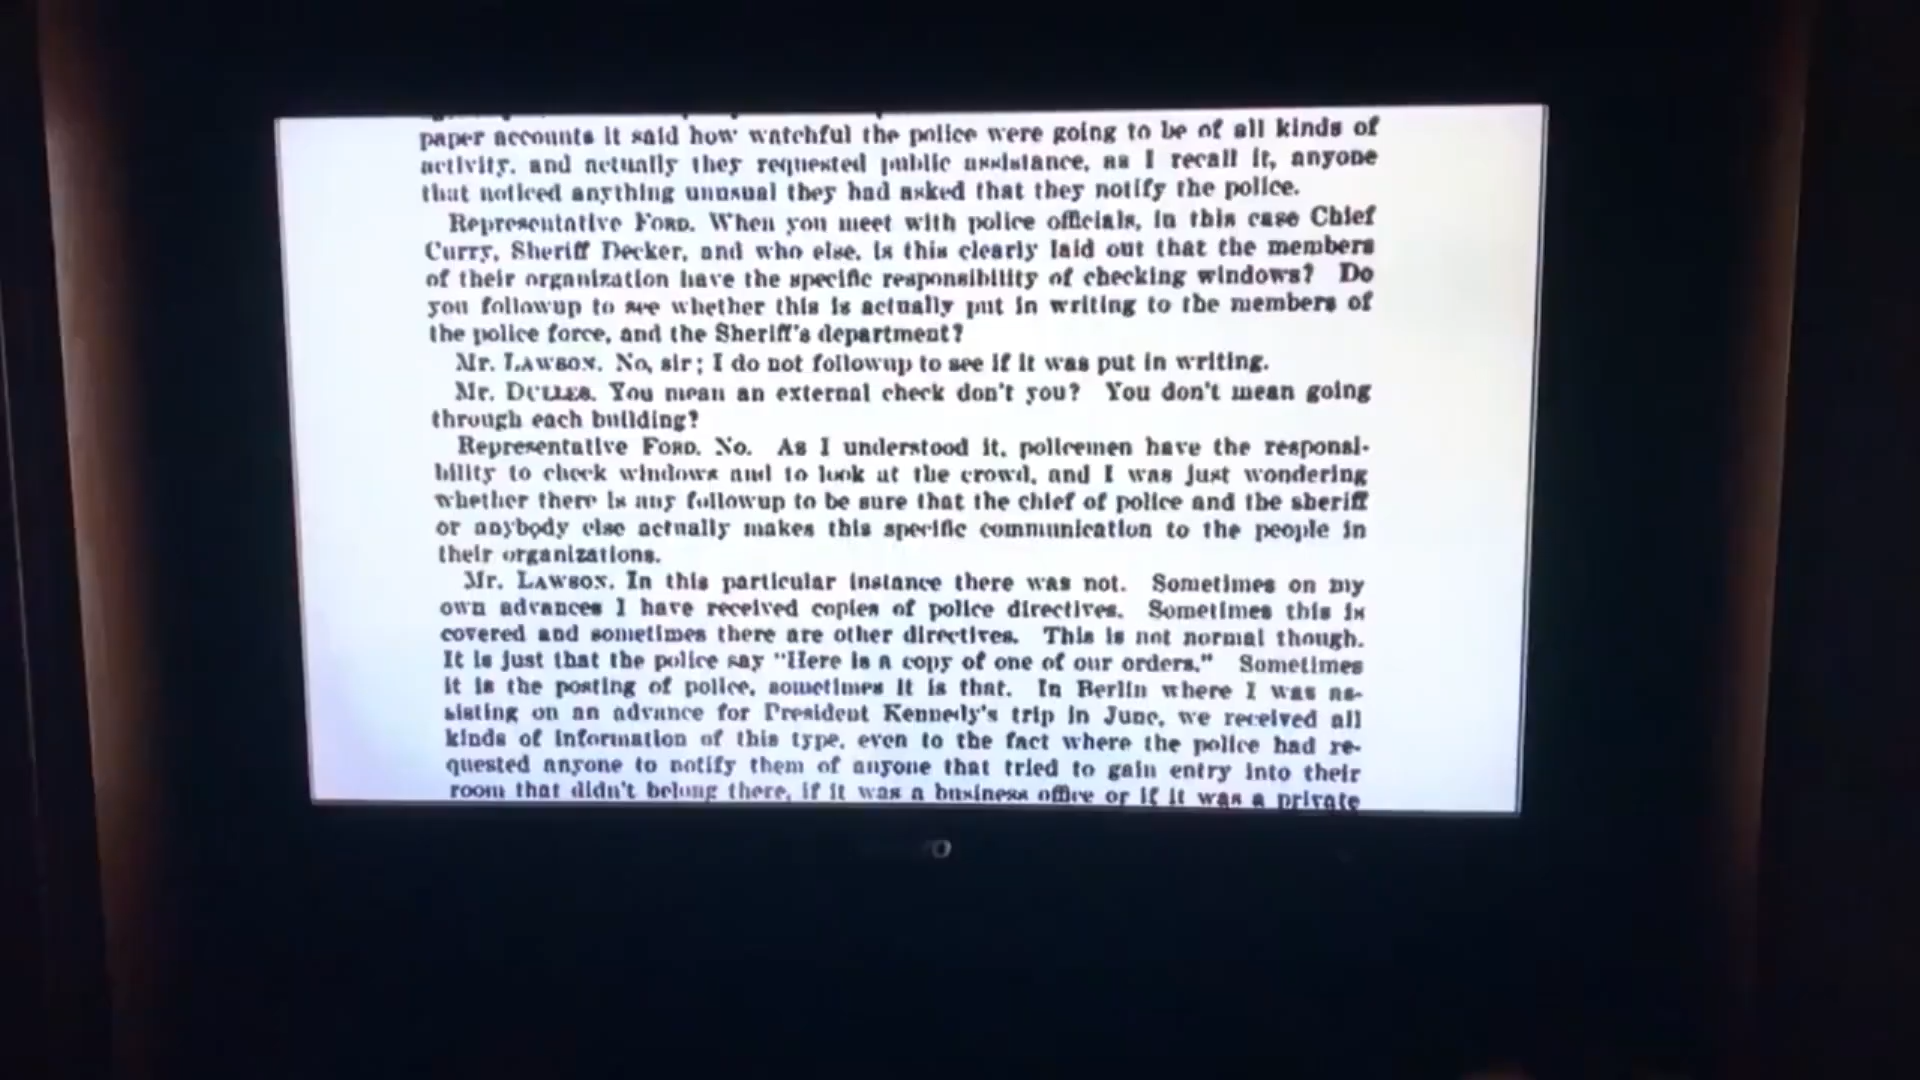 paper accounts it said how watchful the police were going to be of all kinds of
activity, and actually they requested public assistance, as I recall it, anyone
that noticed anything unusual they had asked that they notify the police.
Representative FORD. When you meet with police officials, in this case Chief
Curry, Sheriff Decker, and who else, is this clearly laid out that the members
of their organization have the specific responsibility of checking windows? Do
you followup to see whether this is actually put in writing to the members of
the police force, and the Sheriff's department?
Mr. LAWSON. No, sir; I do not followup to see if it was put in writing.
Mr. DULLES. You mean an external check don't you? You don't mean going
through each building?
Representative FORD. No. As I understood it, policemen have the responsi-
bility to check windows and to look at the crowd, and I was just wondering
whether there is any followup to be sure that the chief of police and the sheriff
or anybody else actually makes this specific communication to the people in
their organizations.
Mr. LAWSON. In this particular instance there was not. Sometimes on my
own advances I have received copies of police directives. Sometimes this is
covered and sometimes there are other directives. This is not normal though.
It is just that the police say "Here is a copy of one of our orders." Sometimes
it is the posting of police, sometimes it is that. In Berlin where I was as-
sisting on an advance for President Kennedy's trip in June, we received all
kinds of information of this type, even to the fact where the police had re-
quested anyone to notify them of anyone that tried to gain entry into their
room that didn't belong there, if it was a business office or if it was a private